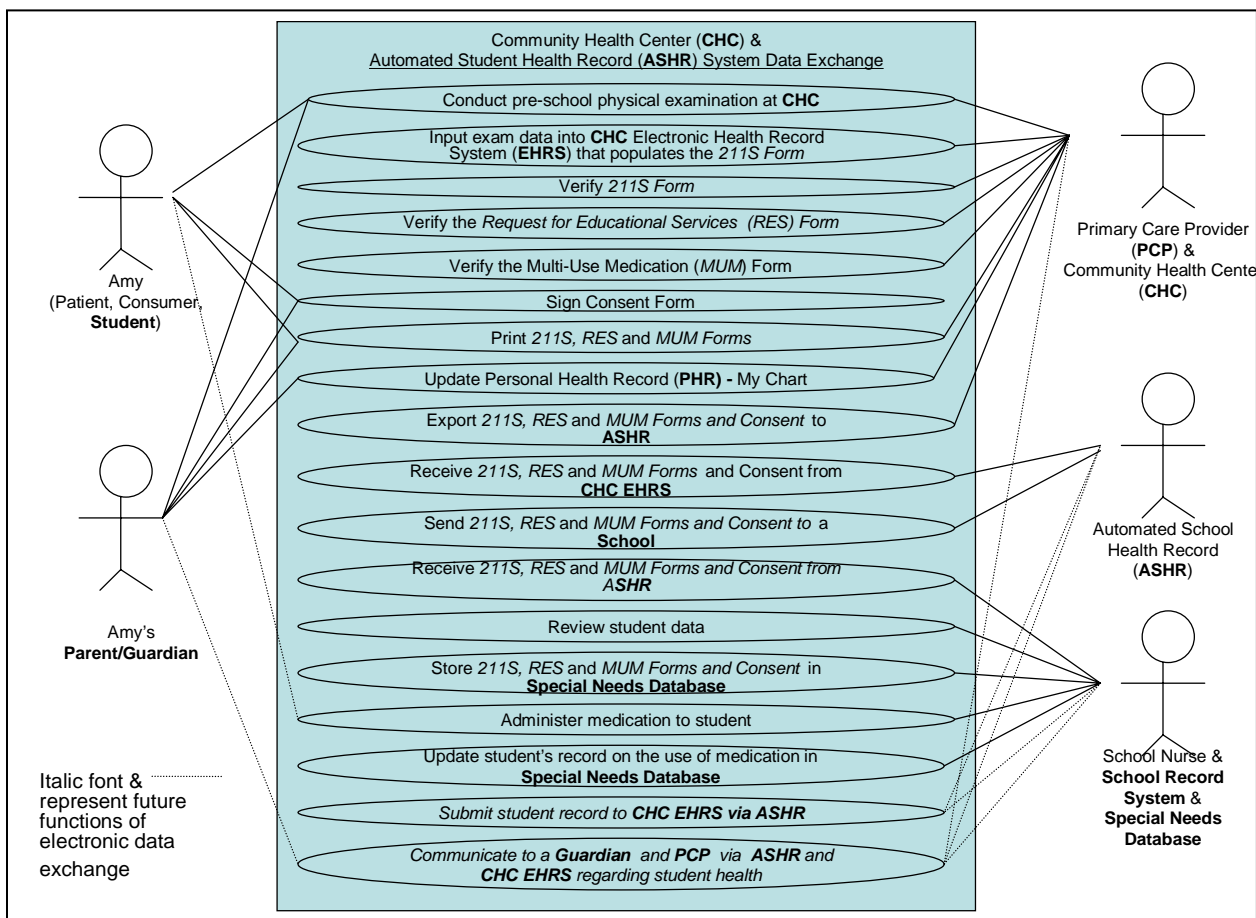 Community Health Center (CHC) &
Automated Student Health Record (ASHR) System Data Exchange
Conduct pre-school physical examination at CHC
Input exam data into CHC Electronic Health Record
System (EHRS) that populates the 211S Form
Verify 211S Form
Verify the Request for Educational Services (RES) Form
Verify the Multi-Use Medication (MUM) Form
Sign Consent Form
Print 211S, RES and MUM Forms
Update Personal Health Record (PHR) - My Chart
Export 211S, RES and MUM Forms and Consent to
ASHR
Receive 211S, RES and MUM Forms and Consent from
CHC EHRS
Send 211S, RES and MUM Forms and Consent to a
School
Receive 211S, RES and MUM Forms and Consent from
ASHR
Review student data
Store 211S, RES and MUM Forms and Consent in
Special Needs Database
Administer medication to student
Update student's record on the use of medication in
Special Needs Database
Submit student record to CHC EHRS via ASHR
Communicate to a Guardian and PCP via ASHR and
CHC EHRS regarding student health
Amy
(Patient, Consumer,
Student)
Amy's
Parent/Guardian
Italic font &
represent future
functions of
electronic data
exchange
Primary Care Provider
(PCP) &
Community Health Center
(CHC)
Automated School
Health Record
(ASHR)
School Nurse &
School Record
System &
Special Needs
Database